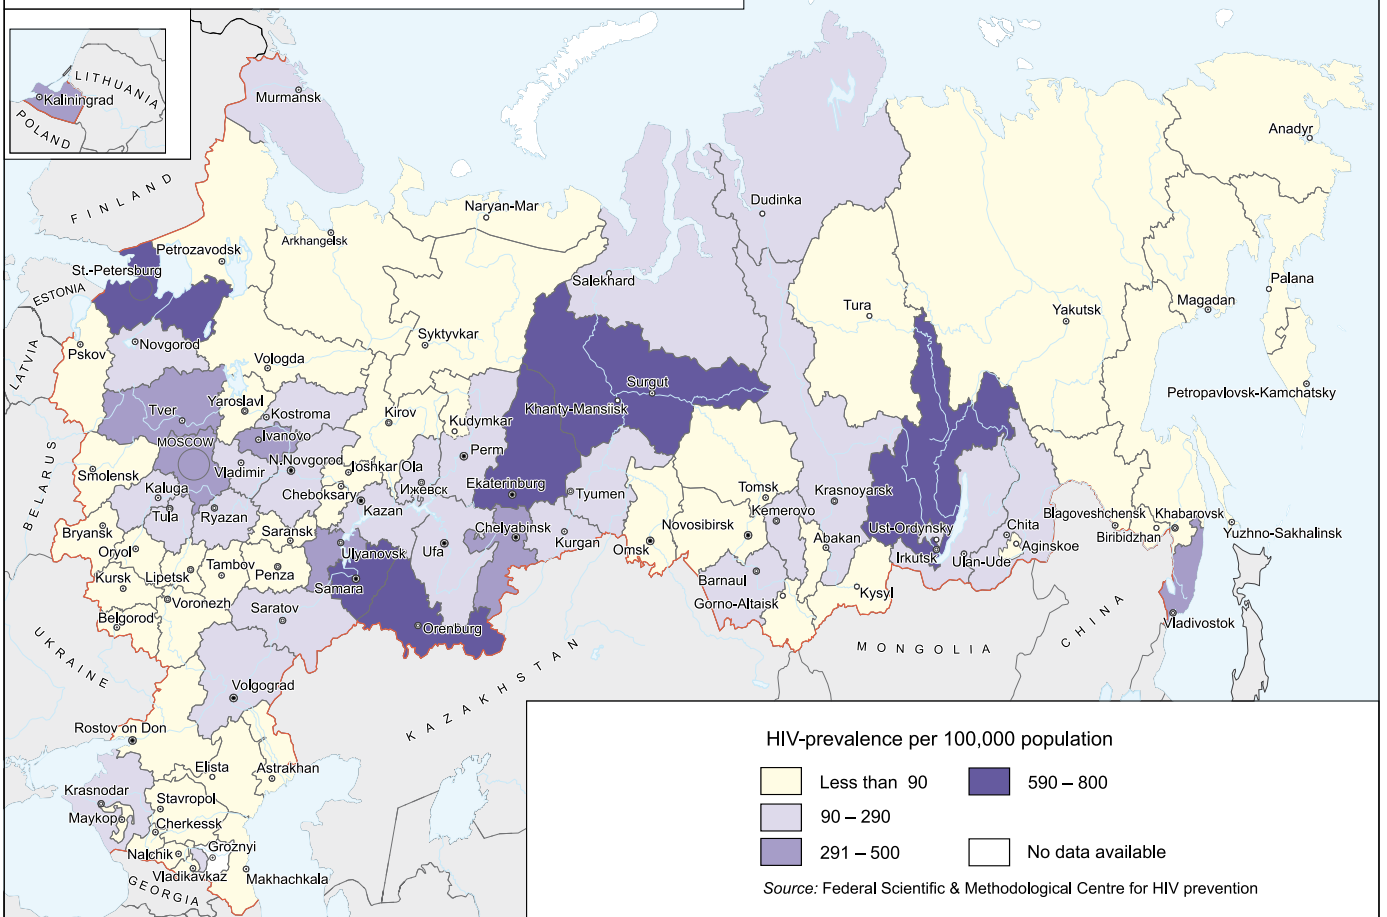 LITHUANIA
Kaliningrad
POLAND
Murmansk
Anadyr
FINLAND
Dudinka
Naryan-Mar
Arkhangelsk
Petrozavodsk
St.-Petersburg
Salekhard
Palana
ESTONIA
Magadan
Tura
Yakutsk
Syktyvkar
Novgorod
Pskov
Vologda
LATVIA
Surgut
Petropavlovsk-Kamchatsky
Yaroslavl
Tver
Kostroma
Kirov
Khanty-Mansiisk
Kudymkar
MOSCOW
Ivanovo
Perm
N.Novgorod
Joshkar Ola
Smolensk
Vladimir
BELARUS
Kaluga
Cheboksary
Ижевск
Ekaterinburg
Tyumen
Tomsk
Krasnoyarsk
Kazan
Kemerovo
Tula
Ryazan
Blagoveshchensk
Khabarovsk
Bryansk
Saransk
Chelyabinsk
Novosibirsk
Ust-Ordynsky
Chita
Yuzhno-Sakhalinsk
Biribidzhan
Oryol
Ulyanovsk
Ufa
Kurgan
Omsk
Abakan
Aginskoe
Irkutsk
Ulan-Ude
Kursk
Lipetsk
Tambov
Penza
Samara
Barnaul
Kysyl
Voronezh
Saratov
Gorno-Altaisk
Belgorod
Orenburg
Vladivostok
CHINA
UKRAINE
MONGOLIA
KAZAKHSTAN
Volgograd
Rostov on Don
Elista
Astrakhan
Krasnodar
Stavropol
Maykop
Cherkessk
Nalchik
Groznyi
Vladikavkaz
Makhachkala
GEORGIA
HIV-prevalence per 100,000 population
Less than 90
590 – 800
90 – 290
291 – 500
No data available
Source: Federal Scientific & Methodological Centre for HIV prevention